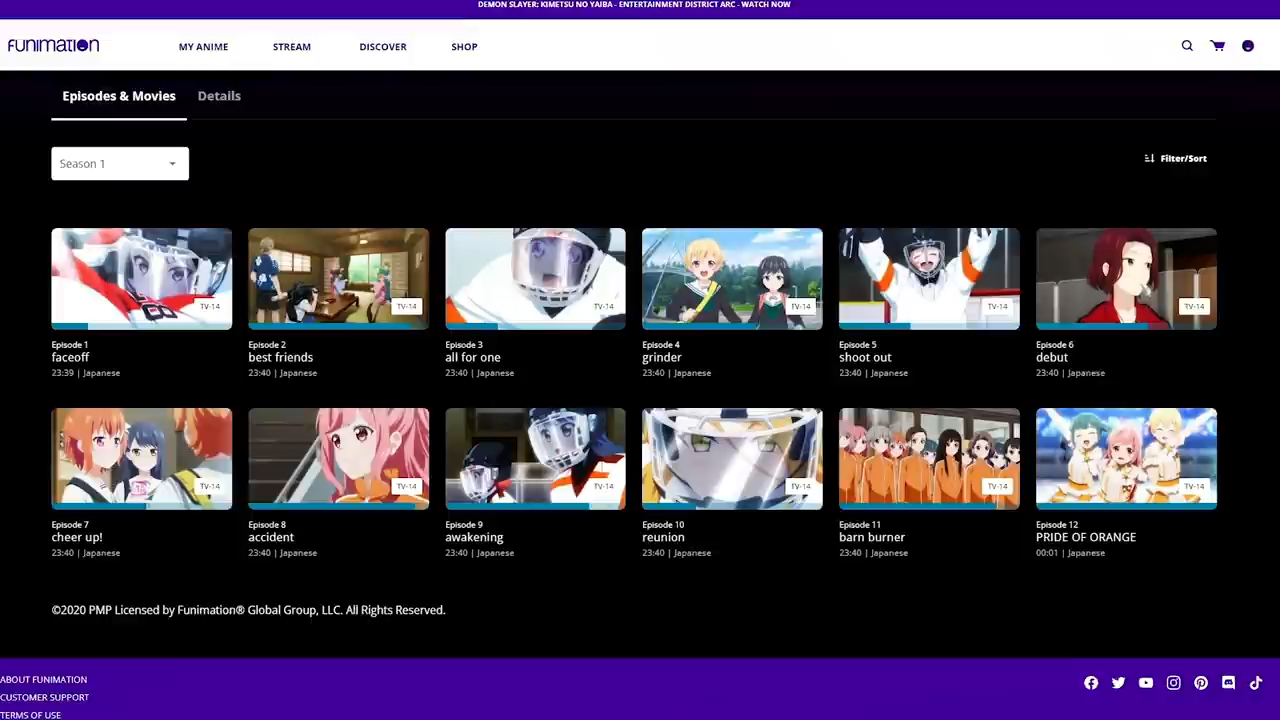 DEMON SLAYER: KIMETSU NO YAIBA - ENTERTAINMENT DISTRICT ARC - WATCH NOW
FUNIMATION MY ANIME STREAM DISCOVER SHOP
Episodes & Movies Details
Season 1
Filter/Sort
TV-14 TV-14 TV-14 TV-14 TV-14 TV-14
Episode 1 Episode 2 Episode 3 Episode 4 Episode 5 Episode 6
faceoff best friends all for one grinder shoot out debut
23:39 | Japanese 23:40 | Japanese 23:40 | Japanese 23:40 | Japanese 23:40 | Japanese 23:40 | Japanese
TV-14 TV-14 TV-14 TV-14 TV-14 TV-14
Episode 7 Episode 8 Episode 9 Episode 10 Episode 11 Episode 12
cheer up! accident awakening reunion barn burner PRIDE OF ORANGE
23:40 | Japanese 23:40 | Japanese 23:40 | Japanese 23:40 | Japanese 23:40 | Japanese 00:01 | Japanese
©2020 PMP Licensed by Funimation® Global Group, LLC. All Rights Reserved.
ABOUT FUNIMATION
CUSTOMER SUPPORT
TERMS OF USE